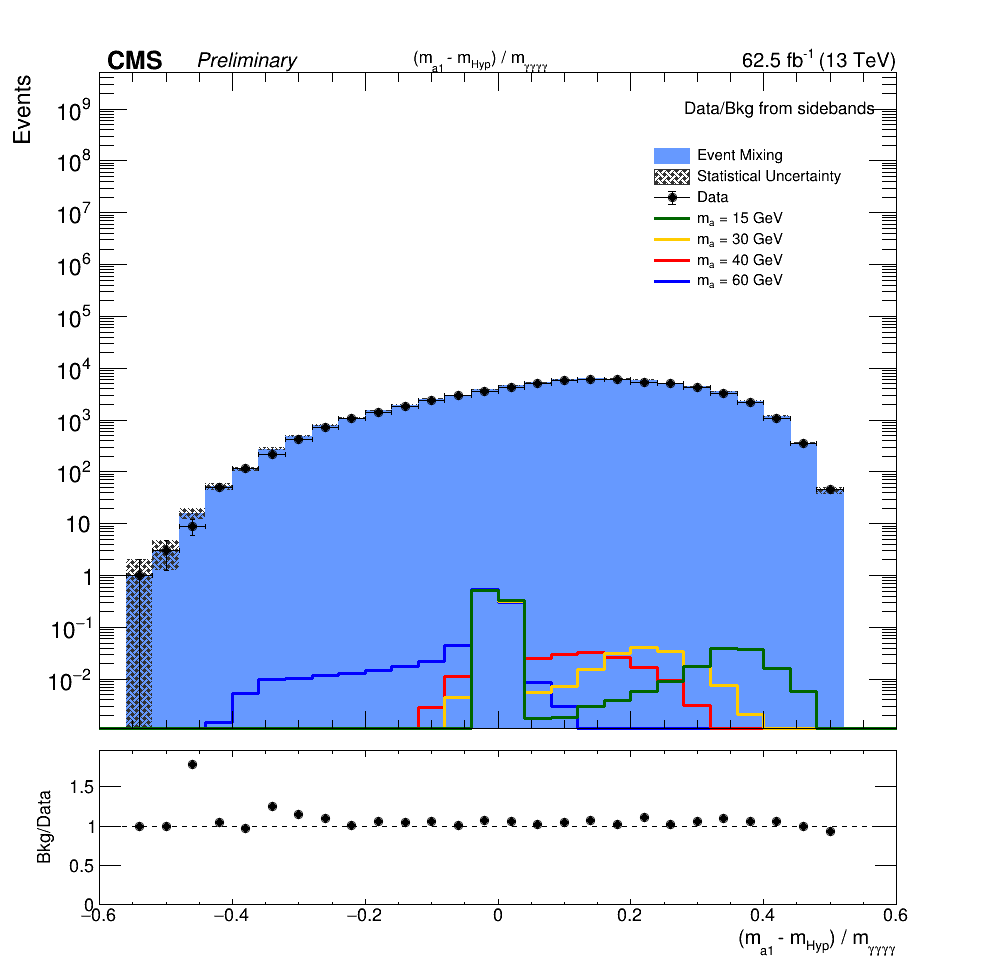 CMS Preliminary (m_a1 - m_Hyp) / m_γγγγ 62.5 fb⁻¹ (13 TeV)
Events
Data/Bkg from sidebands
Event Mixing
Statistical Uncertainty
Data
m_a = 15 GeV
m_a = 30 GeV
m_a = 40 GeV
m_a = 60 GeV
10⁹
10⁸
10⁷
10⁶
10⁵
10⁴
10³
10²
10
1
10⁻¹
10⁻²
Bkg/Data
1.5
1
0.5
0
−0.6 −0.4 −0.2 0 0.2 0.4 0.6
(m_a1 - m_Hyp) / m_γγγγ